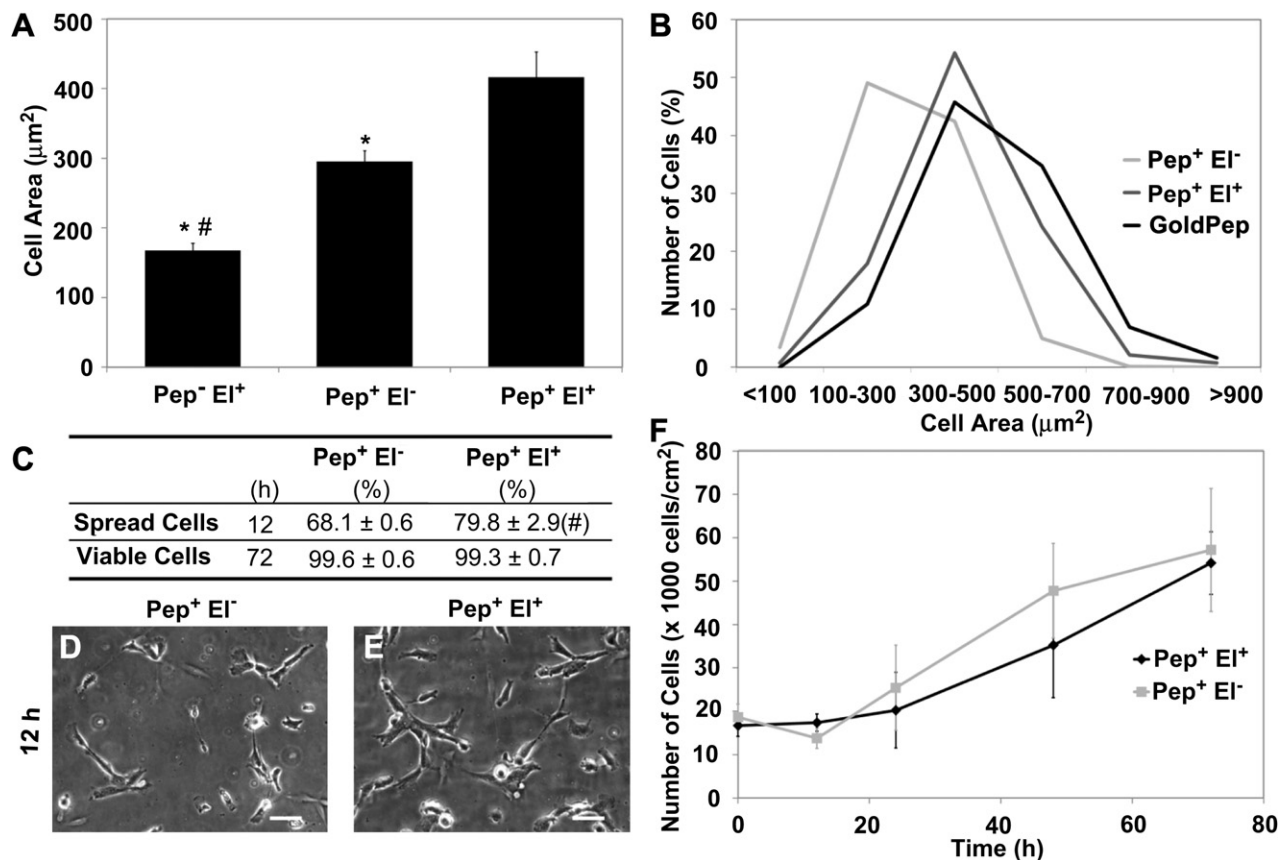 A
Cell Area (μm²)
500
400
300
200
100
0
* #
*
Pep⁻ El⁺
Pep⁺ El⁻
Pep⁺ El⁺
B
Number of Cells (%)
60
50
40
30
20
10
0
Pep⁺ El⁻
Pep⁺ El⁺
GoldPep
<100 100-300 300-500 500-700 700-900 >900
Cell Area (μm²)
C
Pep⁺ El⁻ Pep⁺ El⁺
(h) (%) (%)
Spread Cells 12 68.1 ± 0.6 79.8 ± 2.9(#)
Viable Cells 72 99.6 ± 0.6 99.3 ± 0.7
Pep⁺ El⁻ Pep⁺ El⁺
12 h
D
E
F
Number of Cells (x 1000 cells/cm²)
80
70
60
50
40
30
20
10
0
Pep⁺ El⁺
Pep⁺ El⁻
0 20 40 60 80
Time (h)